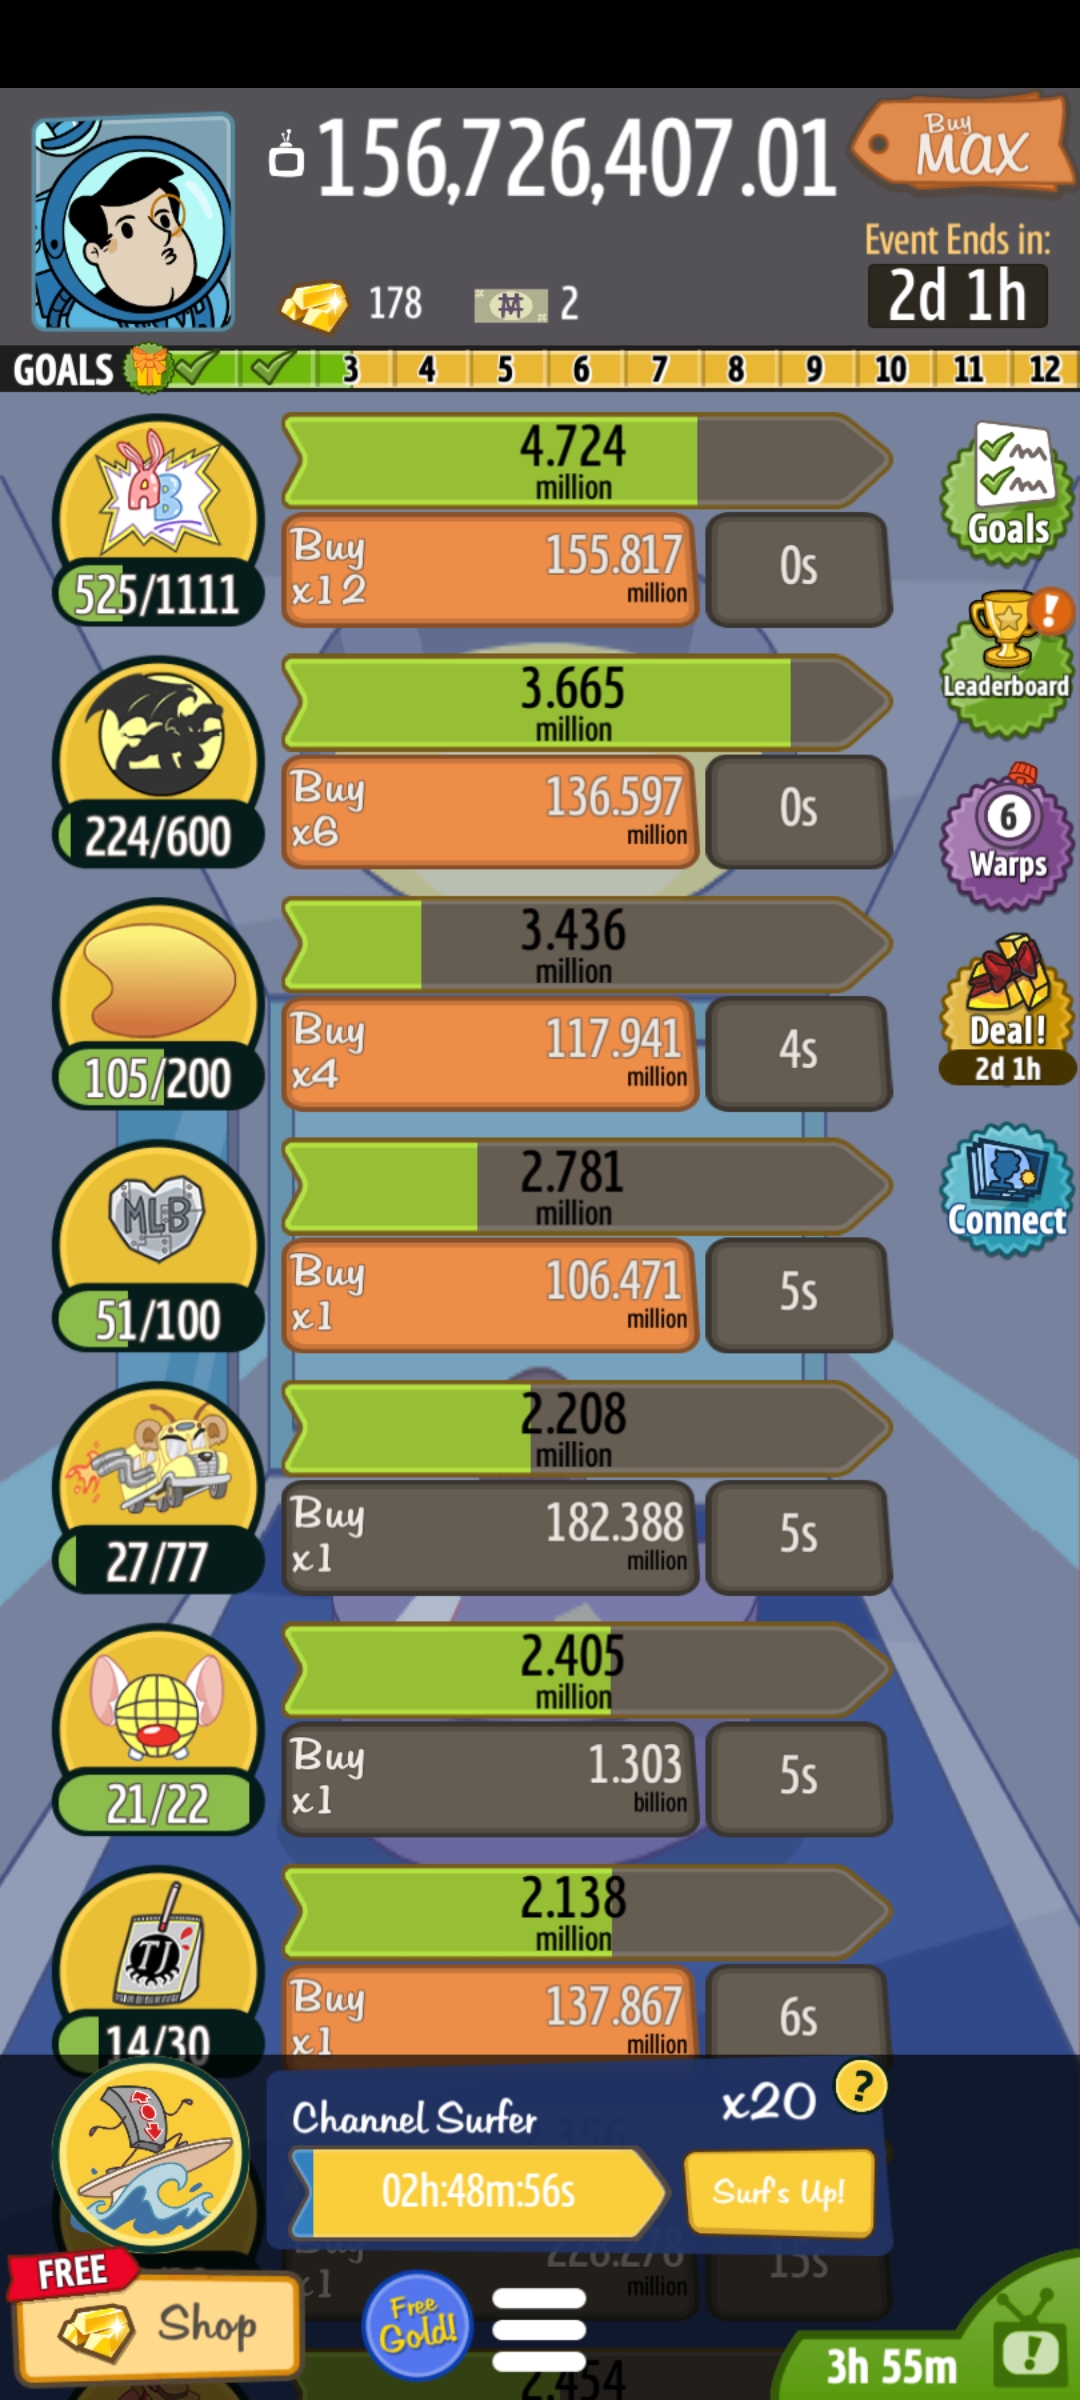 156,726,407.01
Buy
MAX
Event Ends in:
2d 1h
178
2
GOALS 3 4 5 6 7 8 9 10 11 12
AB
4.724
million
525/1111
Buy
x12
155.817
million
0s
Goals
3.665
million
224/600
Buy
x6
136.597
million
0s
!
Leaderboard
3.436
million
105/200
Buy
x4
117.941
million
4s
6
Warps
Deal!
2d 1h
MLB
2.781
million
51/100
Buy
x1
106.471
million
5s
Connect
2.208
million
27/77
Buy
x1
182.388
million
5s
2.405
million
21/22
Buy
x1
1.303
billion
5s
TJ
2.138
million
14/30
Buy
x1
137.867
million
6s
Channel Surfer
x20
?
02h:48m:56s
Surf's Up!
Buy
x1
228.278
million
15s
FREE
Shop
Free
Gold!
2.454
3h 55m
!